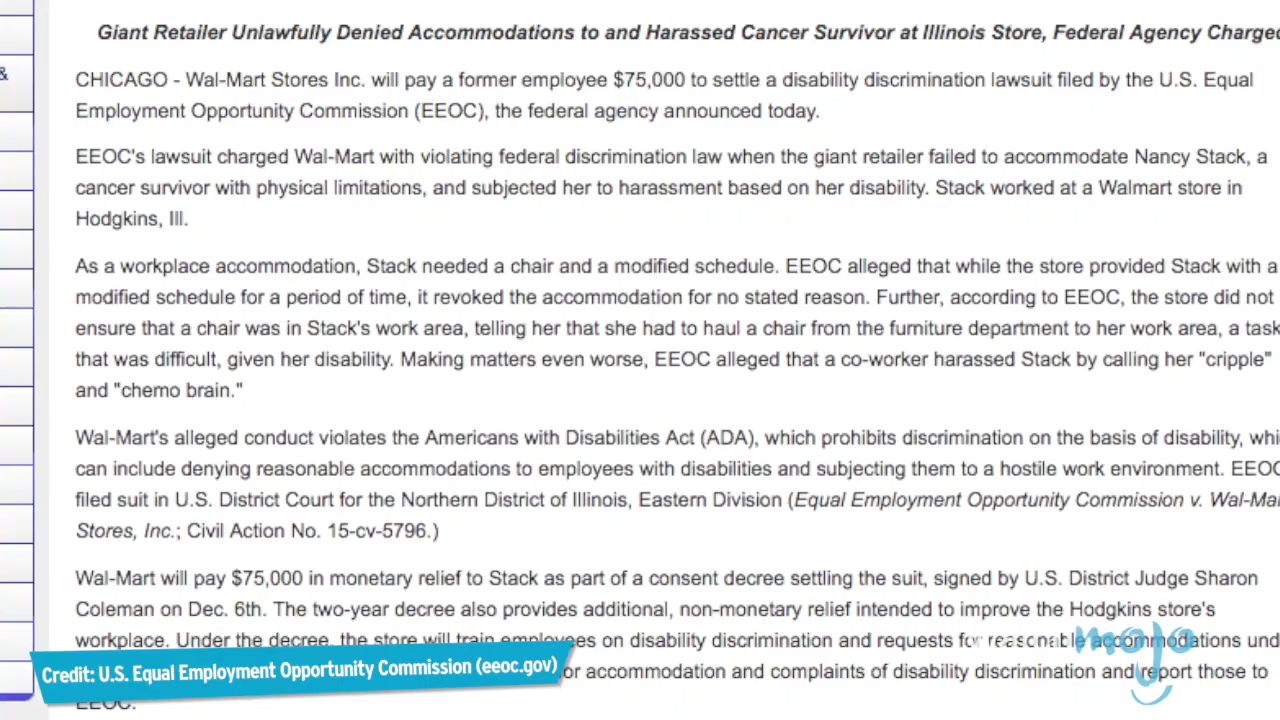 Giant Retailer Unlawfully Denied Accommodations to and Harassed Cancer Survivor at Illinois Store, Federal Agency Charged
&
CHICAGO - Wal-Mart Stores Inc. will pay a former employee $75,000 to settle a disability discrimination lawsuit filed by the U.S. Equal
Employment Opportunity Commission (EEOC), the federal agency announced today.
EEOC's lawsuit charged Wal-Mart with violating federal discrimination law when the giant retailer failed to accommodate Nancy Stack, a
cancer survivor with physical limitations, and subjected her to harassment based on her disability. Stack worked at a Walmart store in
Hodgkins, Ill.
As a workplace accommodation, Stack needed a chair and a modified schedule. EEOC alleged that while the store provided Stack with a
modified schedule for a period of time, it revoked the accommodation for no stated reason. Further, according to EEOC, the store did not
ensure that a chair was in Stack's work area, telling her that she had to haul a chair from the furniture department to her work area, a task
that was difficult, given her disability. Making matters even worse, EEOC alleged that a co-worker harassed Stack by calling her "cripple"
and "chemo brain."
Wal-Mart's alleged conduct violates the Americans with Disabilities Act (ADA), which prohibits discrimination on the basis of disability, whi
can include denying reasonable accommodations to employees with disabilities and subjecting them to a hostile work environment. EEOC
filed suit in U.S. District Court for the Northern District of Illinois, Eastern Division (Equal Employment Opportunity Commission v. Wal-Mar
Stores, Inc.; Civil Action No. 15-cv-5796.)
Wal-Mart will pay $75,000 in monetary relief to Stack as part of a consent decree settling the suit, signed by U.S. District Judge Sharon
Coleman on Dec. 6th. The two-year decree also provides additional, non-monetary relief intended to improve the Hodgkins store's
workplace. Under the decree, the store will train employees on disability discrimination and requests for reasonable accommodations und
or accommodation and complaints of disability discrimination and report those to
EEOC.
Credit: U.S. Equal Employment Opportunity Commission (eeoc.gov)
mojo